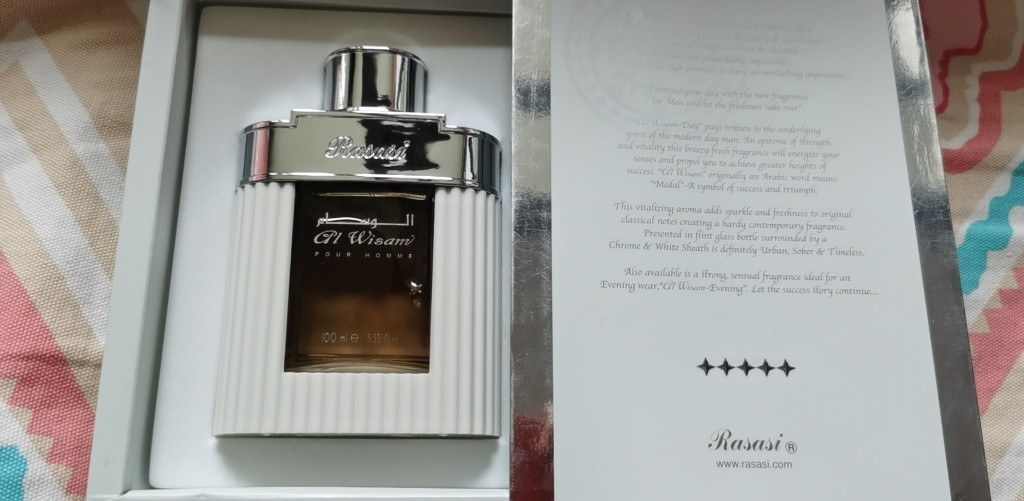 Rasasi
الوسام
Al Wisam
POUR HOMME
100 ml e 3.33 fl.oz
an everlasting impression...
your day with the new fragrance
for Men and let the freshness take over".
"Al Wisam-Day" pays tribute to the underlying
spirit of the modern day man. An epitome of strength
and vitality this breezy fresh fragrance will energize your
senses and propel you to achieve greater heights of
success. "Al Wisam" originally an Arabic word means
"Medal"-A symbol of success and triumph.
This vitalizing aroma adds sparkle and freshness to original
classical notes creating a hardy contemporary fragrance.
Presented in flint glass bottle surrounded by a
Chrome & White Sheath is definitely Urban, Sober & Timeless.
Also available is a strong, sensual fragrance ideal for an
Evening wear,"Al Wisam-Evening". Let the success story continue...
Rasasi ®
www.rasasi.com